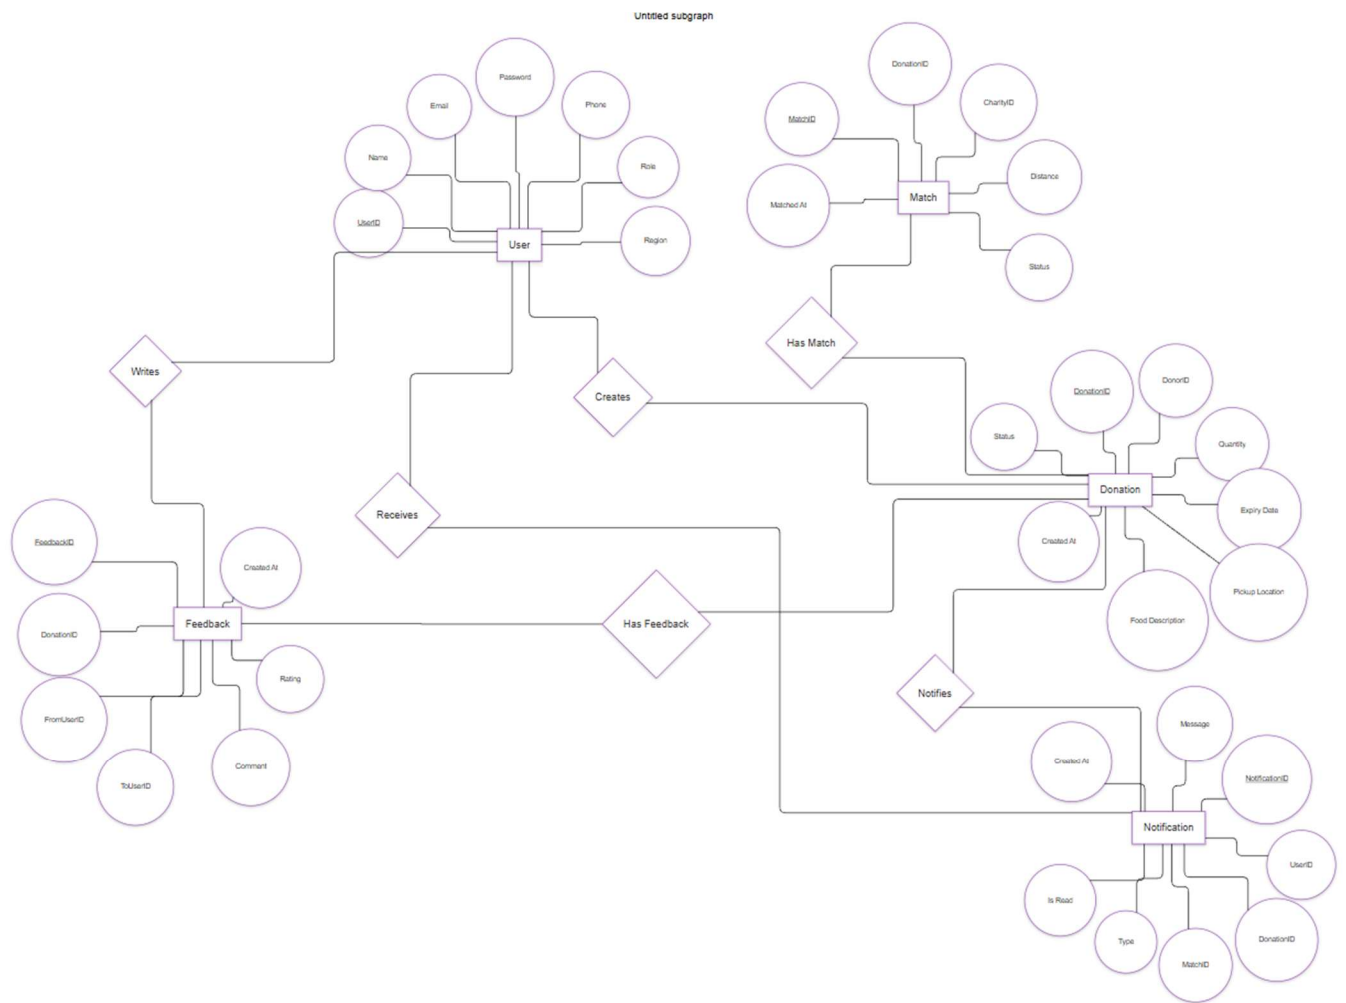 Untitled subgraph
Password
DonationID
Email
Phone
CharityID
MatchID
Name
Role
Distance
Matched At
Match
UserID
Region
User
Status
Has Match
Writes
Creates
DonationID
DonorID
Status
Quantity
Donation
Expiry Date
Receives
Created At
FeedbackID
Created At
Pickup Location
Food Description
Feedback
Has Feedback
DonationID
Rating
Notifies
FromUserID
Message
Created At
Comment
NotificationID
ToUserID
Notification
UserID
Is Read
Type
DonationID
MatchID